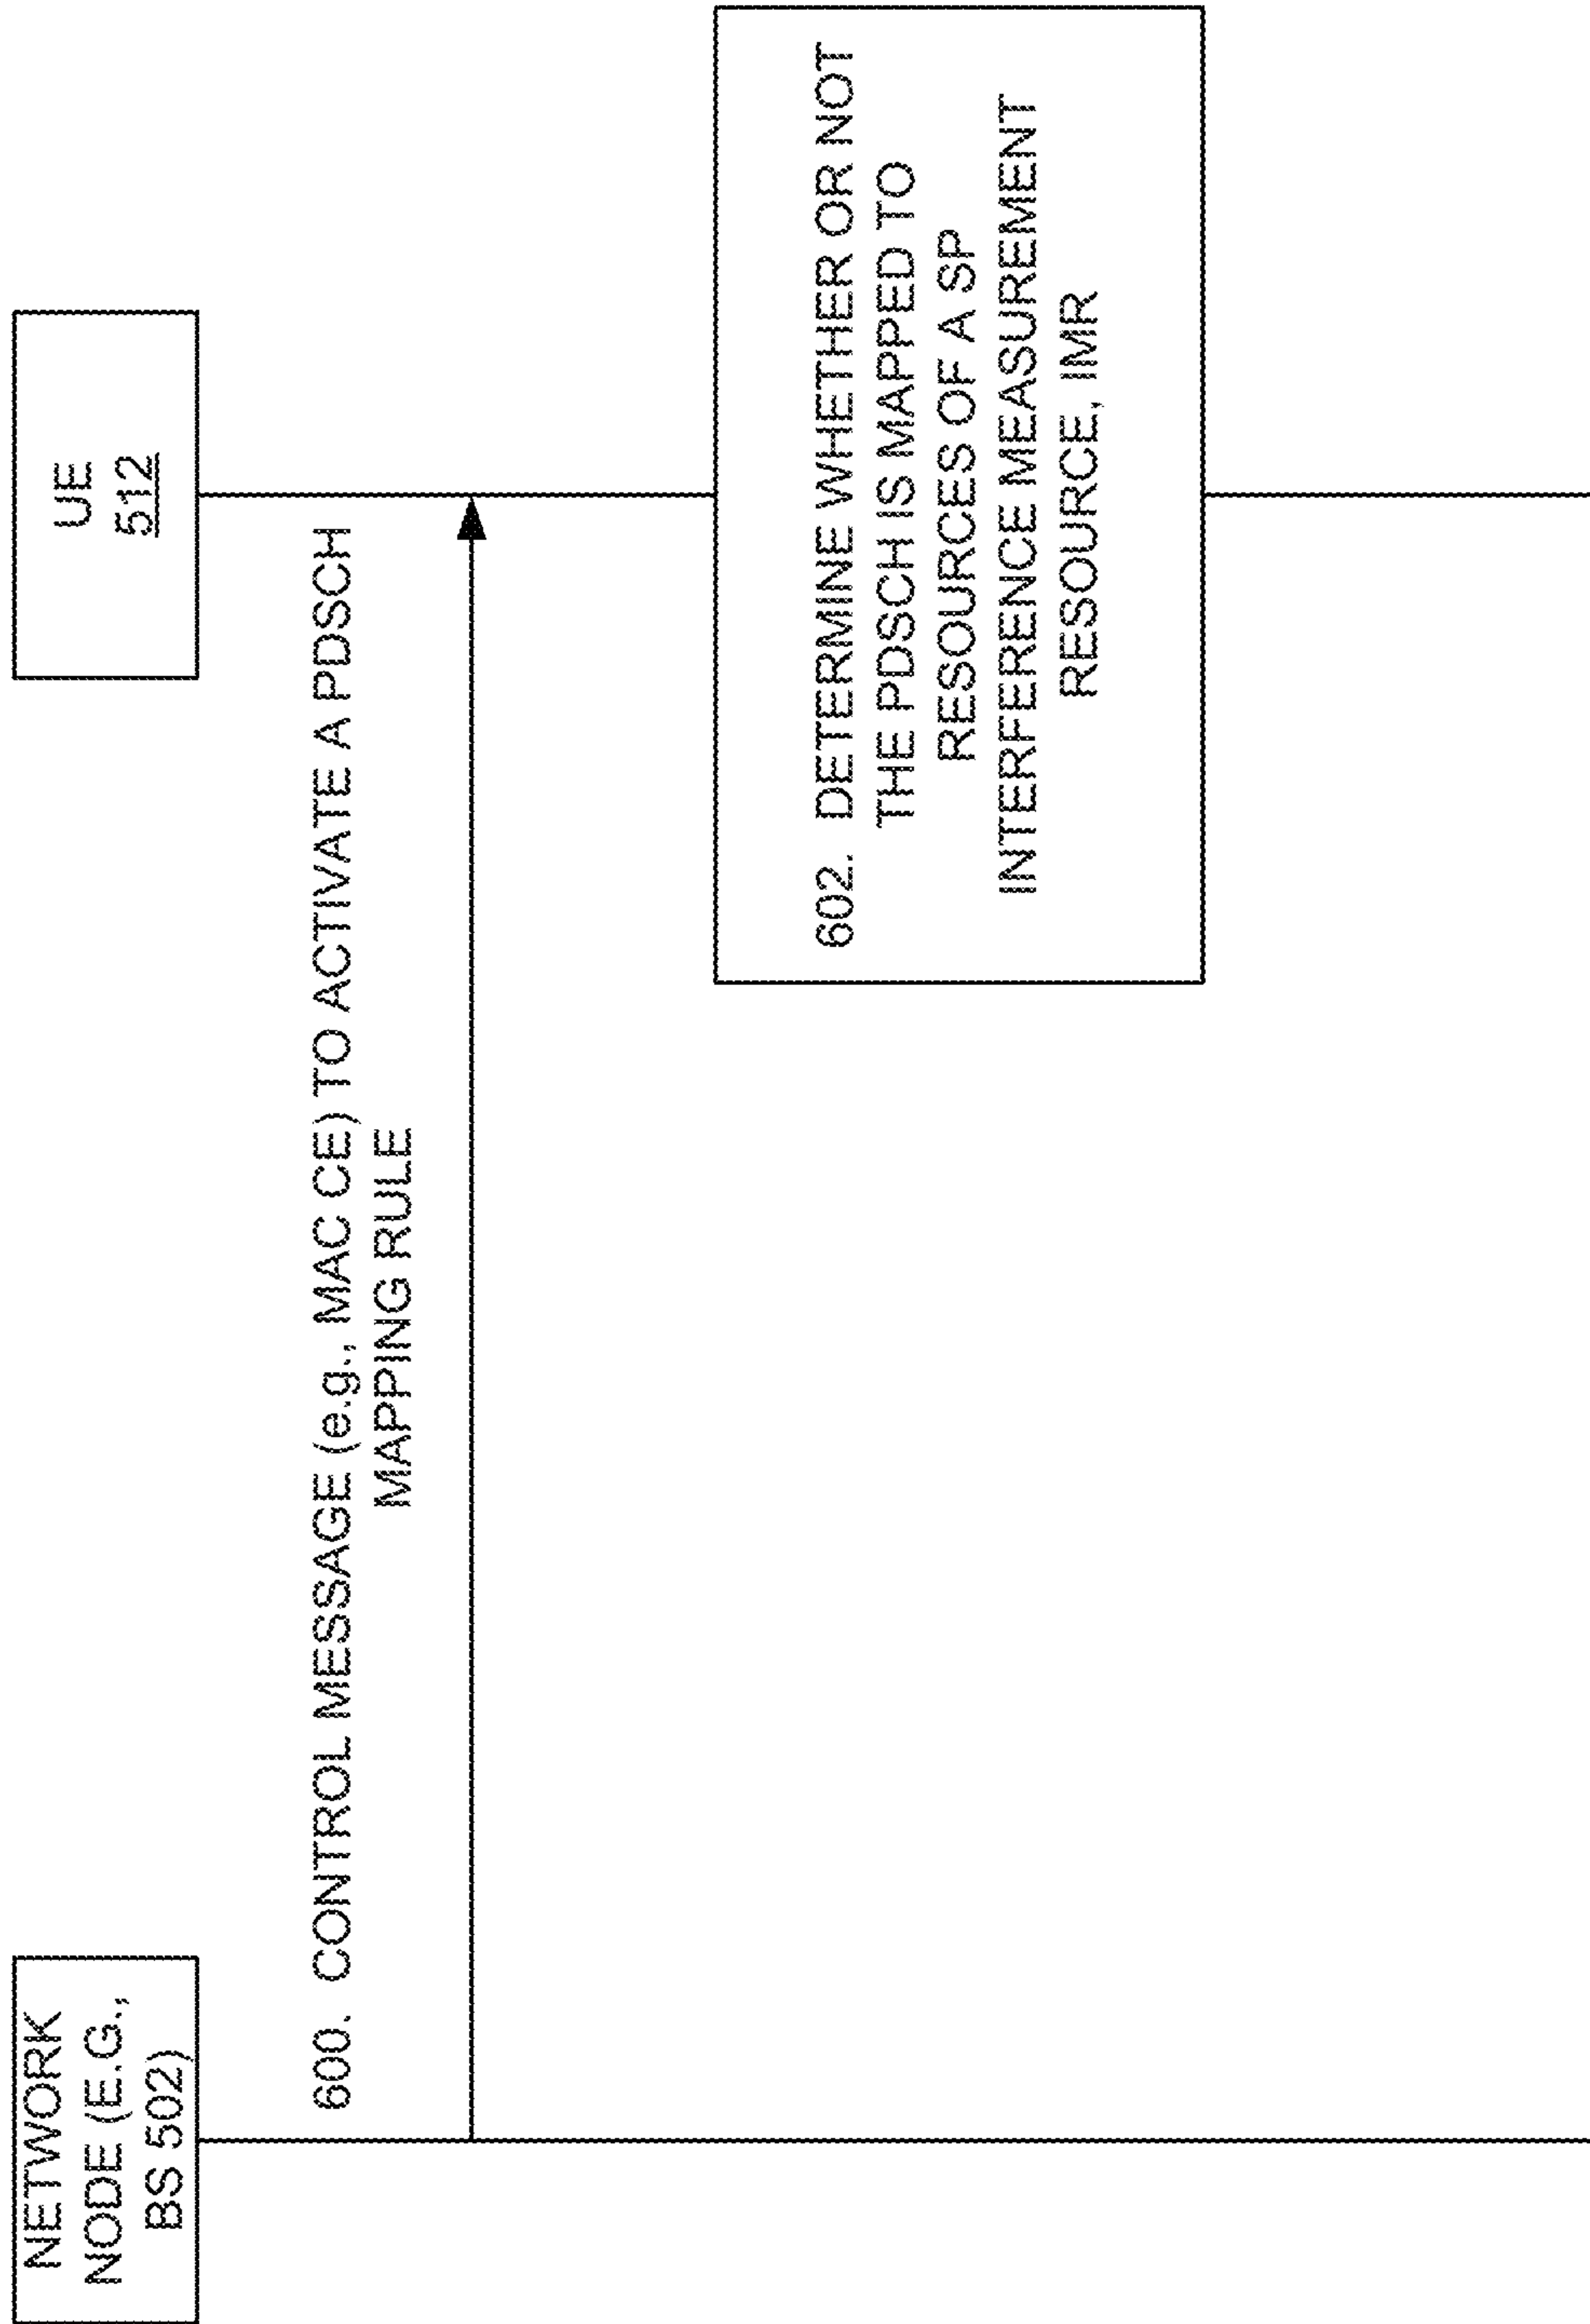 NETWORK
NODE (E.G.,
BS 502)
UE
512
600. CONTROL MESSAGE (e.g., MAC CE) TO ACTIVATE A PDSCH
MAPPING RULE
602. DETERMINE WHETHER OR NOT
THE PDSCH IS MAPPED TO
RESOURCES OF A SP
INTERFERENCE MEASUREMENT
RESOURCE, IMR